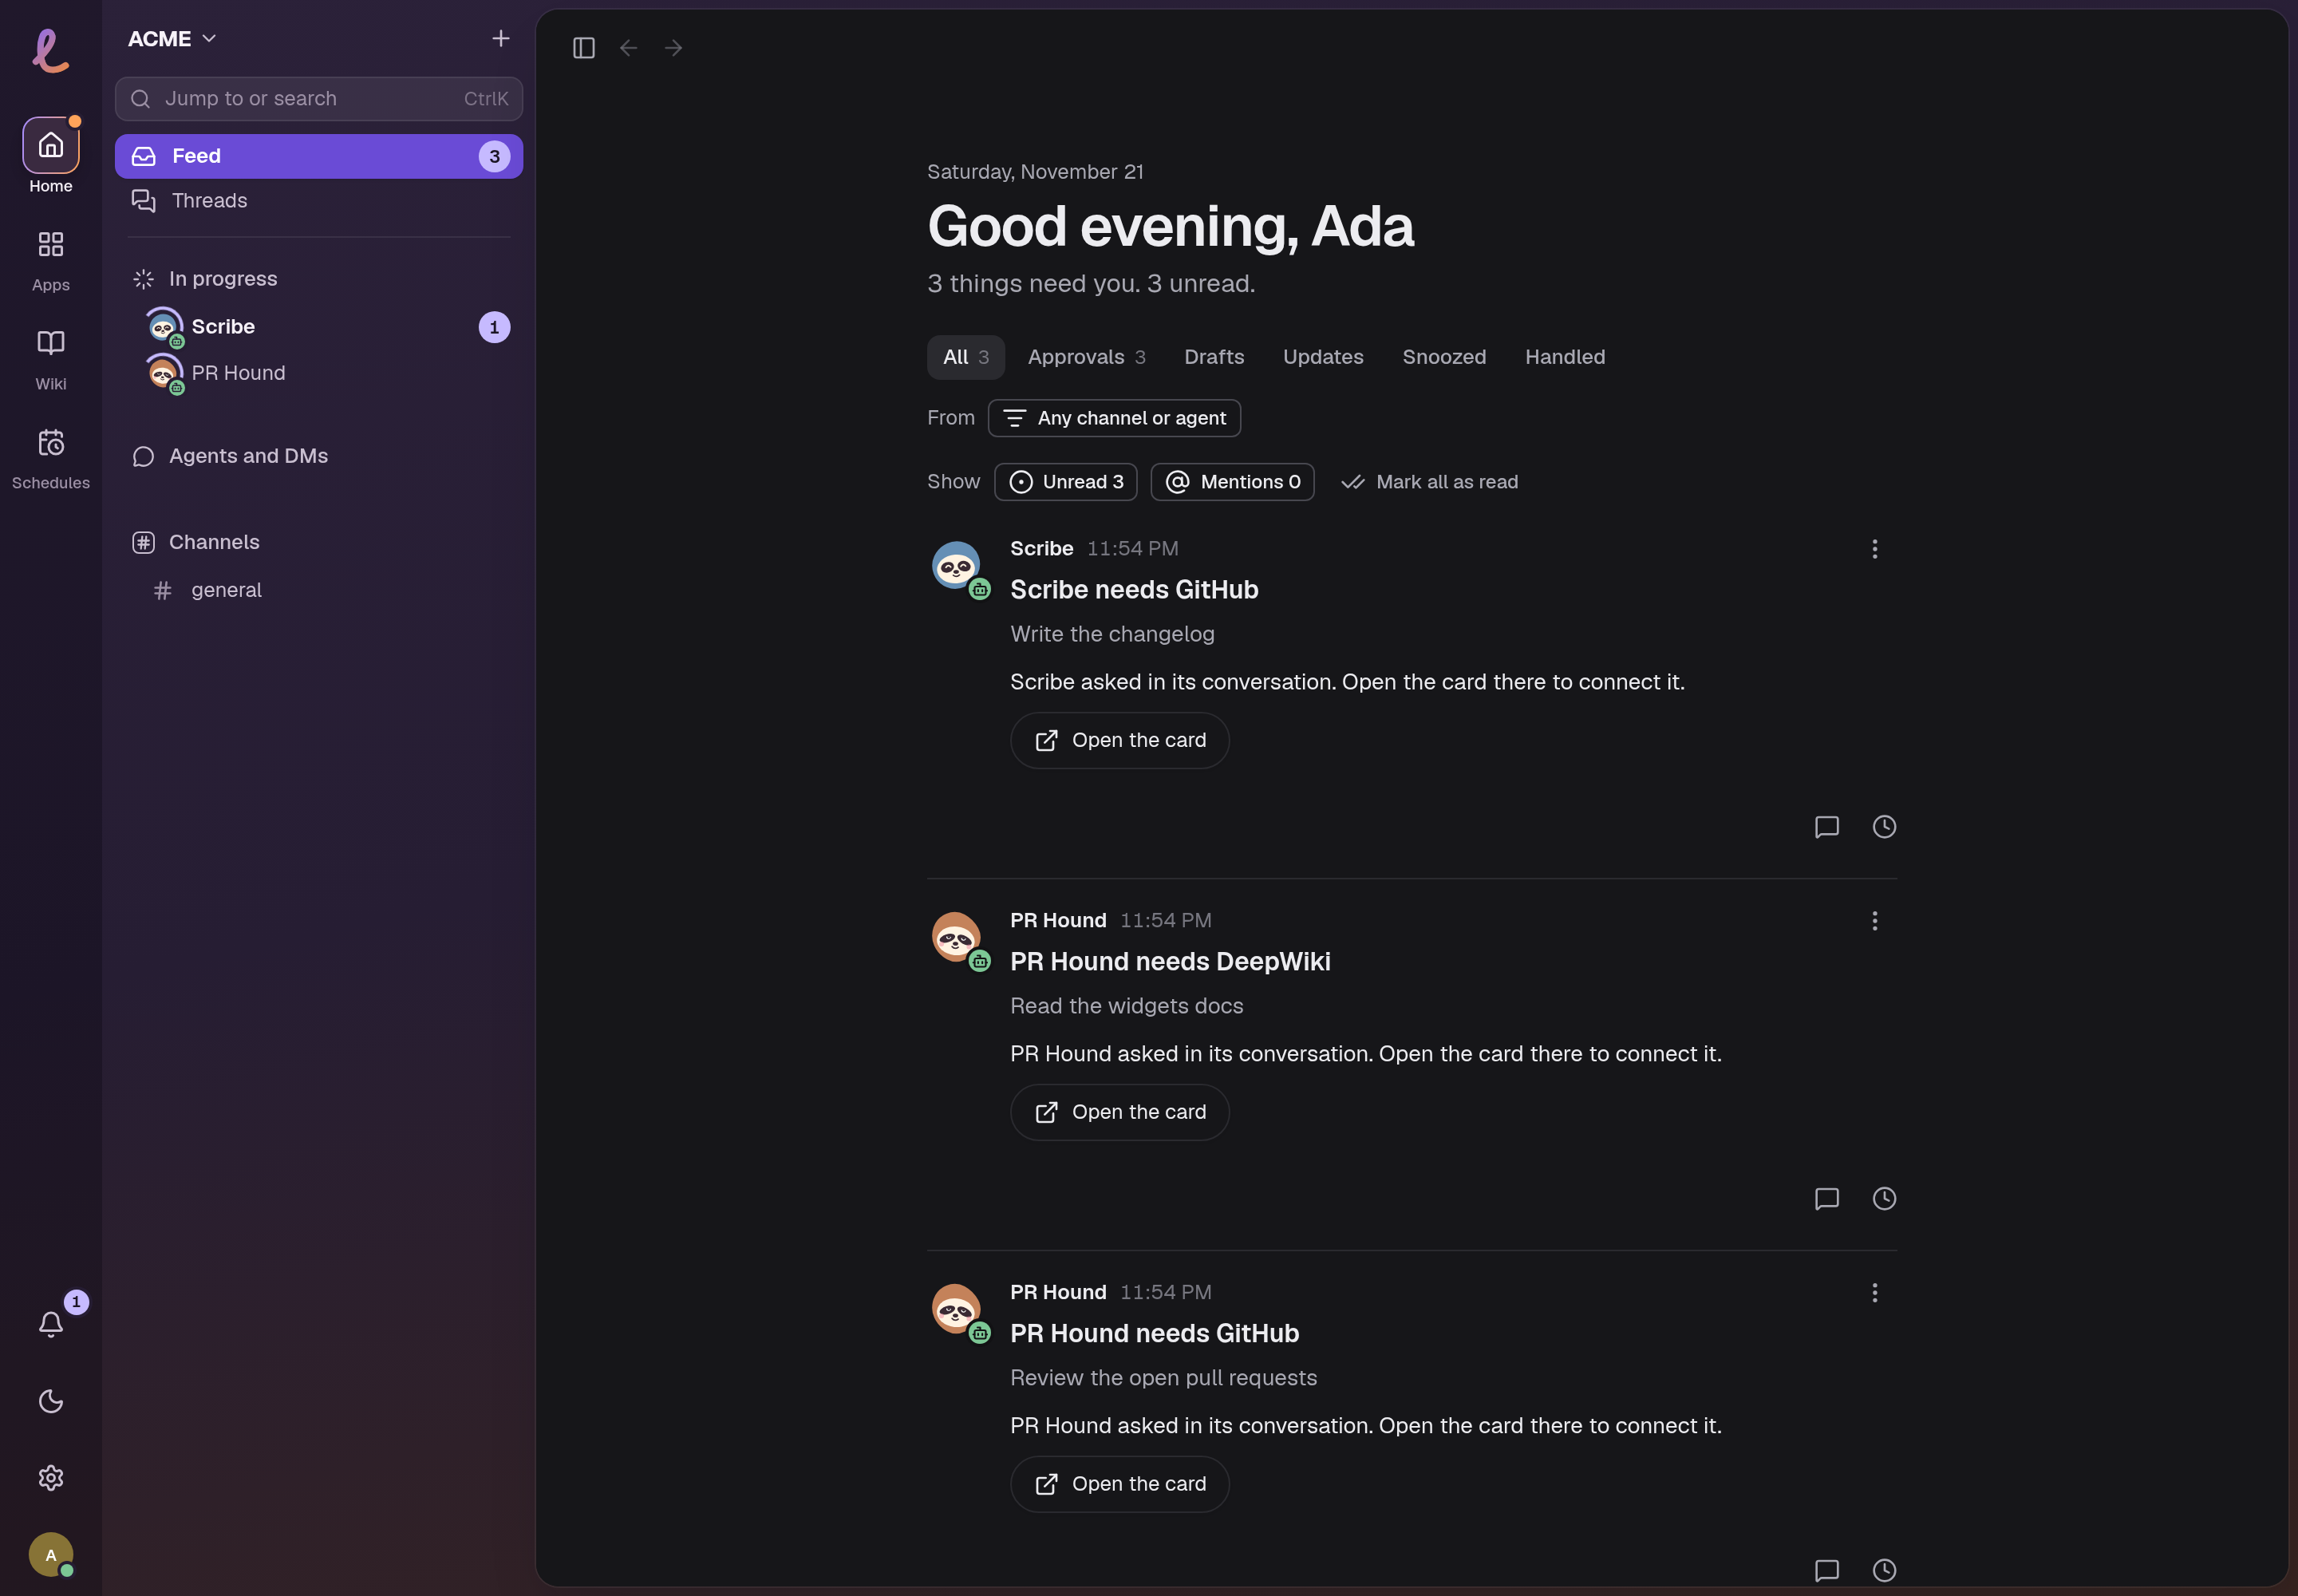 ACME
Jump to or search CtrlK
Feed 3
Threads
In progress
Scribe 1
PR Hound
Agents and DMs
Channels
# general
Home
Apps
Wiki
Schedules
1
A
Saturday, November 21
Good evening, Ada
3 things need you. 3 unread.
All 3 Approvals 3 Drafts Updates Snoozed Handled
From Any channel or agent
Show Unread 3 Mentions 0 Mark all as read
Scribe 11:54 PM
Scribe needs GitHub
Write the changelog
Scribe asked in its conversation. Open the card there to connect it.
Open the card
PR Hound 11:54 PM
PR Hound needs DeepWiki
Read the widgets docs
PR Hound asked in its conversation. Open the card there to connect it.
Open the card
PR Hound 11:54 PM
PR Hound needs GitHub
Review the open pull requests
PR Hound asked in its conversation. Open the card there to connect it.
Open the card